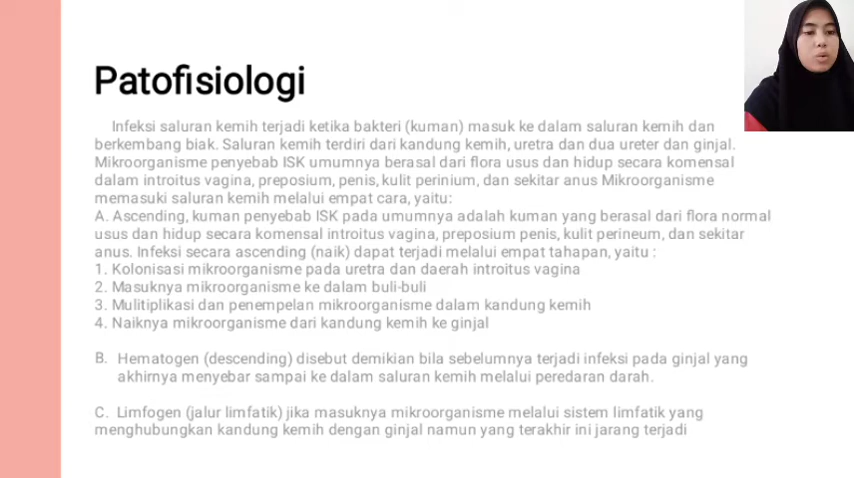 Patofisiologi
Infeksi saluran kemih terjadi ketika bakteri (kuman) masuk ke dalam saluran kemih dan
berkembang biak. Saluran kemih terdiri dari kandung kemih, uretra dan dua ureter dan ginjal.
Mikroorganisme penyebab ISK umumnya berasal dari flora usus dan hidup secara komensal
dalam introitus vagina, preposium, penis, kulit perinium, dan sekitar anus Mikroorganisme
memasuki saluran kemih melalui empat cara, yaitu:
A. Ascending, kuman penyebab ISK pada umumnya adalah kuman yang berasal dari flora normal
usus dan hidup secara komensal introitus vagina, preposium penis, kulit perineum, dan sekitar
anus. Infeksi secara ascending (naik) dapat terjadi melalui empat tahapan, yaitu :
1. Kolonisasi mikroorganisme pada uretra dan daerah introitus vagina
2. Masuknya mikroorganisme ke dalam buli-buli
3. Mulitiplikasi dan penempelan mikroorganisme dalam kandung kemih
4. Naiknya mikroorganisme dari kandung kemih ke ginjal
B. Hematogen (descending) disebut demikian bila sebelumnya terjadi infeksi pada ginjal yang
akhirnya menyebar sampai ke dalam saluran kemih melalui peredaran darah.
C. Limfogen (jalur limfatik) jika masuknya mikroorganisme melalui sistem limfatik yang
menghubungkan kandung kemih dengan ginjal namun yang terakhir ini jarang terjadi